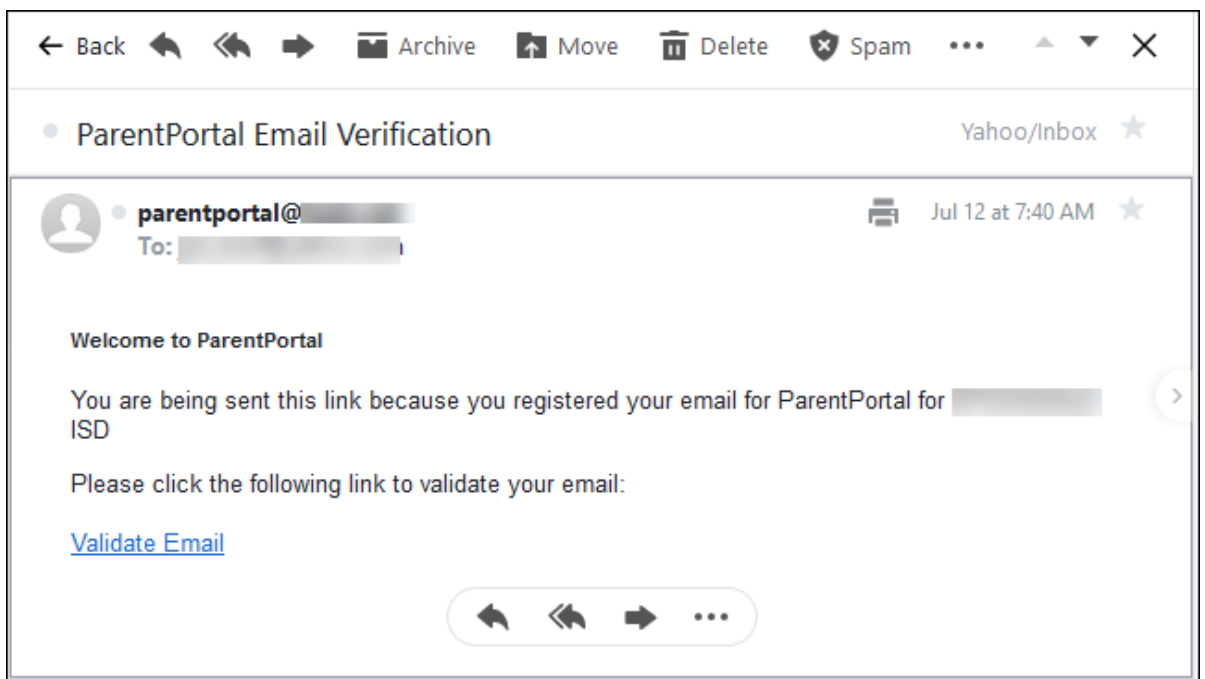 Back Archive Move Delete Spam
ParentPortal Email Verification Yahoo/Inbox
parentportal@ Jul 12 at 7:40 AM
To:
Welcome to ParentPortal
You are being sent this link because you registered your email for ParentPortal for
ISD
Please click the following link to validate your email:
Validate Email